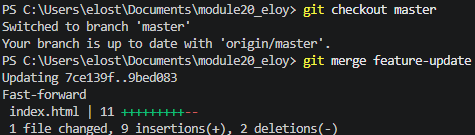 PS C:\Users\elost\Documents\module20_eloy> git checkout master
Switched to branch 'master'
Your branch is up to date with 'origin/master'.
PS C:\Users\elost\Documents\module20_eloy> git merge feature-update
Updating 7ce139f..9bed083
Fast-forward
 index.html | 11 +++++++++--
 1 file changed, 9 insertions(+), 2 deletions(-)